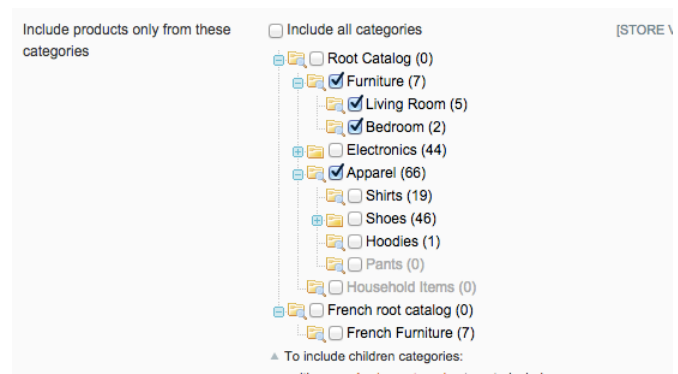 Include products only from these
categories
Include all categories
[STORE V
Root Catalog (0)
Furniture (7)
Living Room (5)
Bedroom (2)
Electronics (44)
Apparel (66)
Shirts (19)
Shoes (46)
Hoodies (1)
Pants (0)
Household Items (0)
French root catalog (0)
French Furniture (7)
To include children categories: